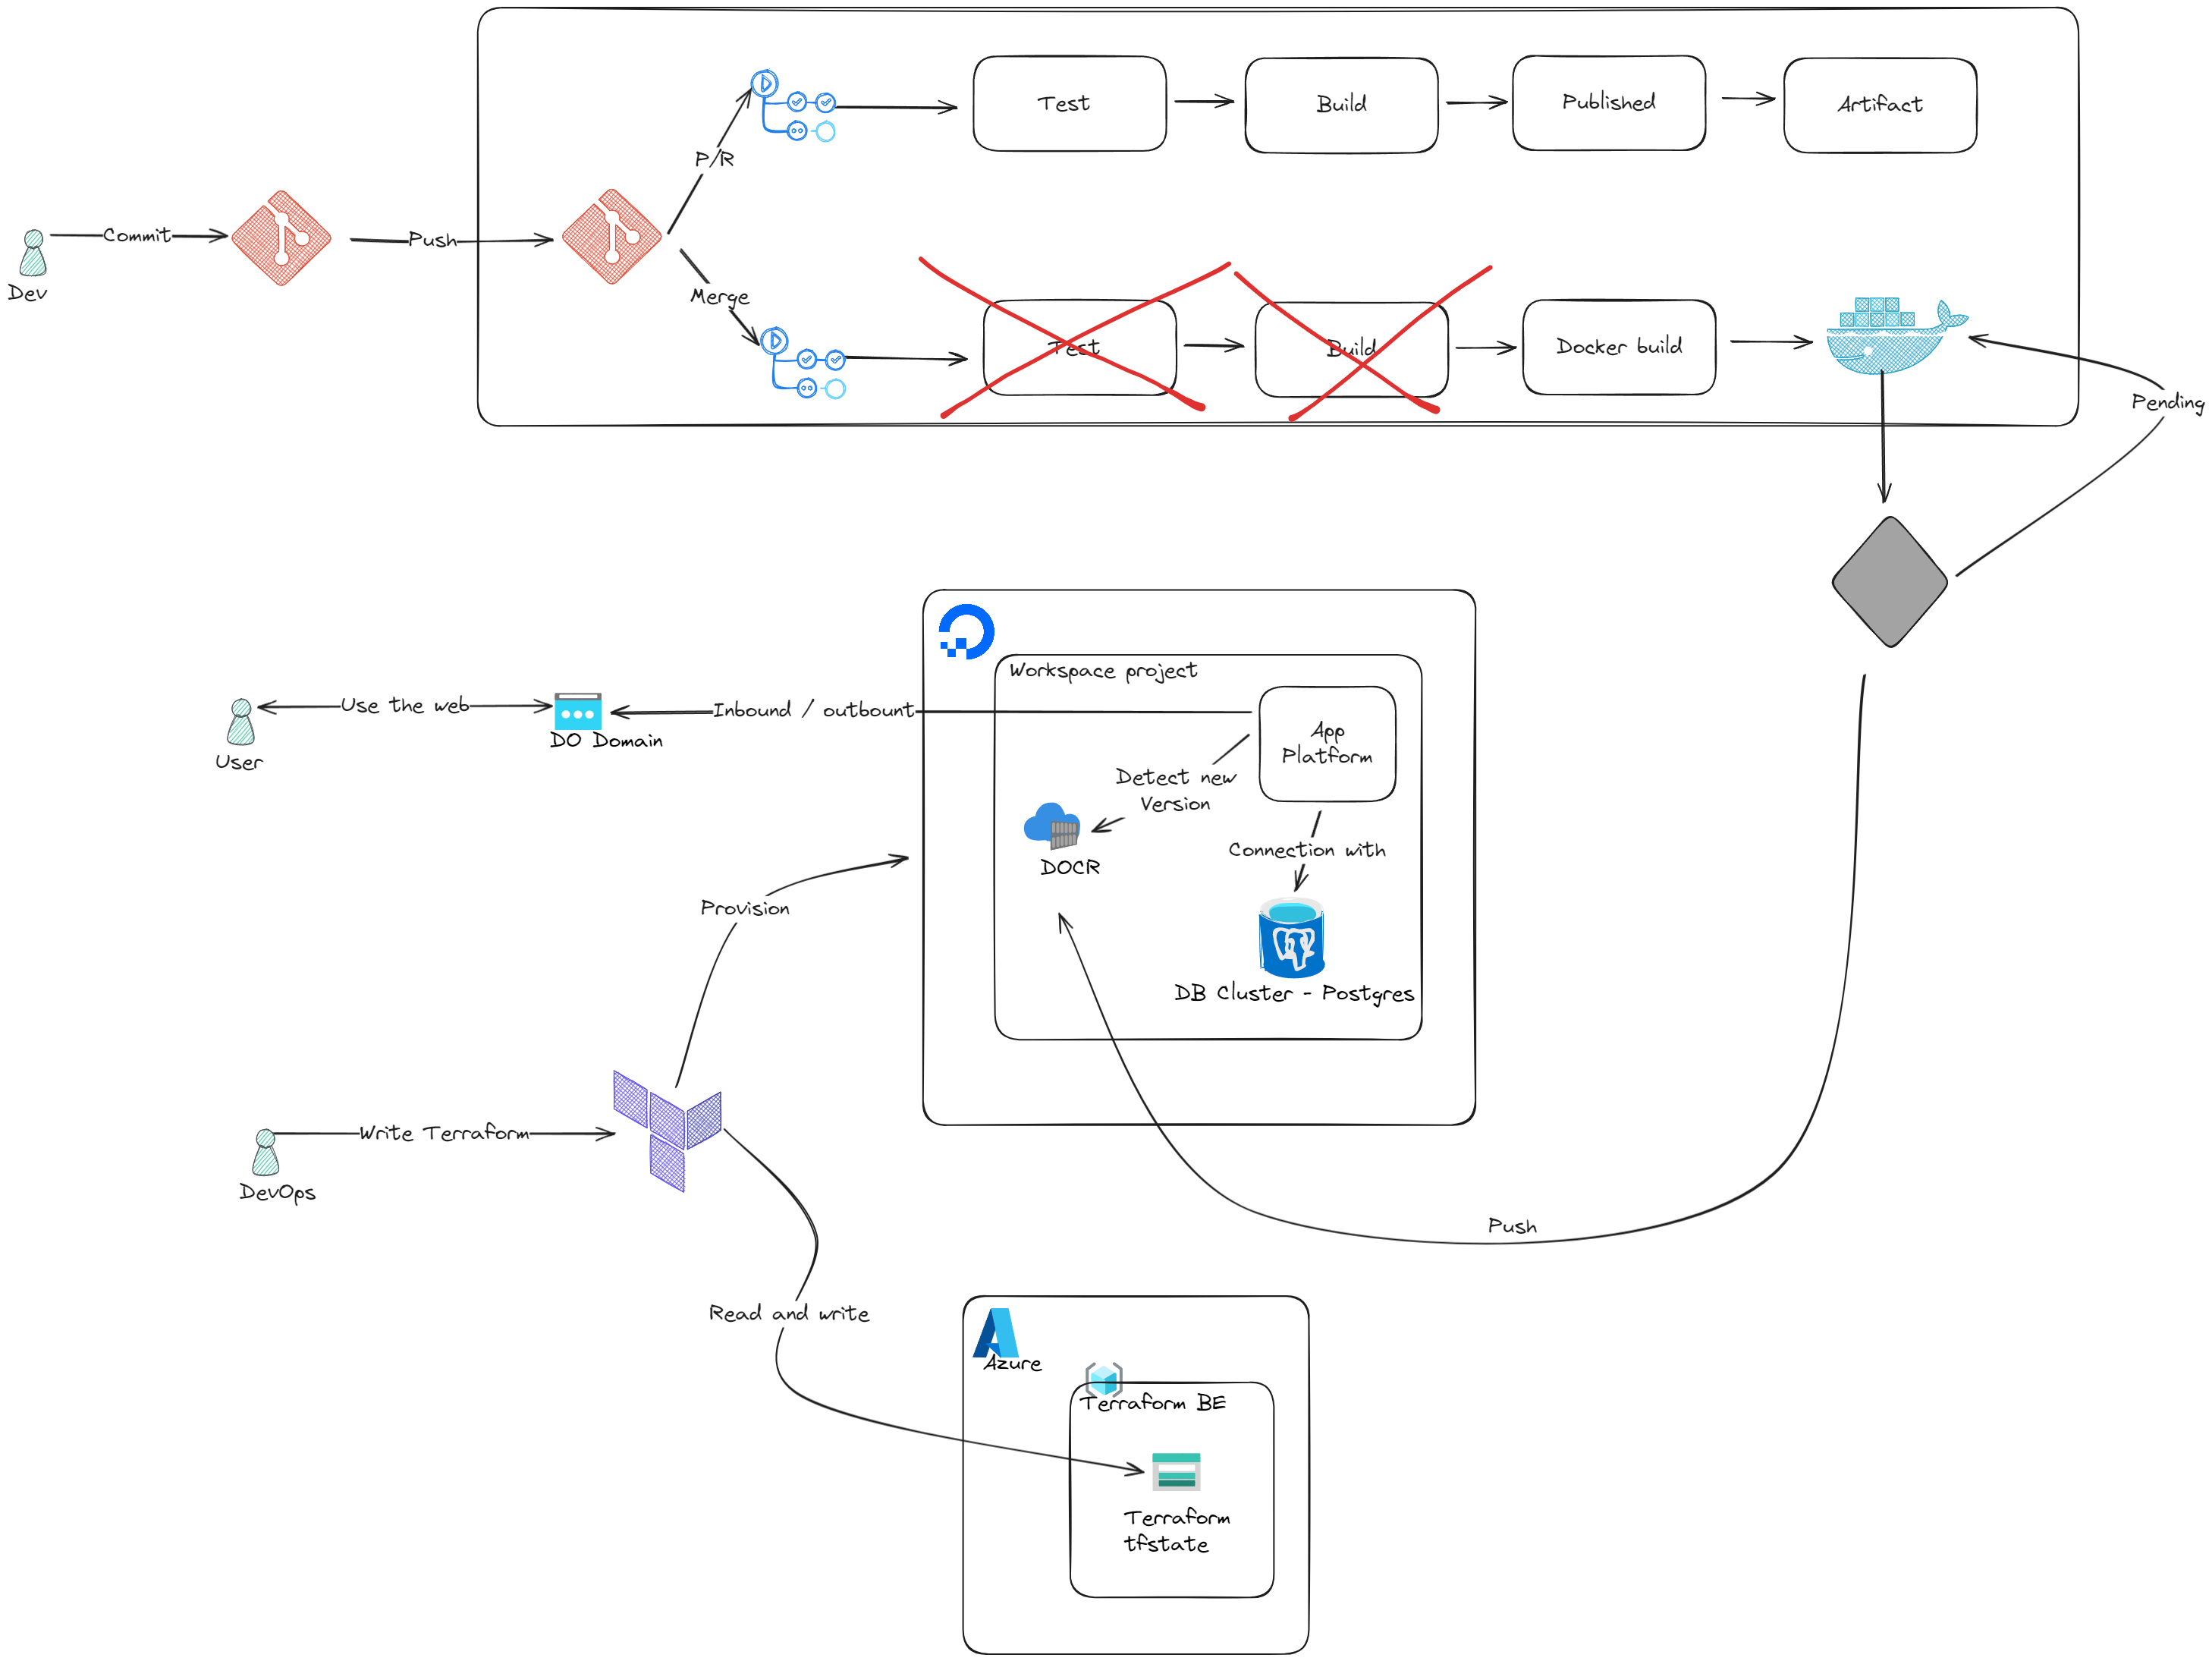 Test
Build
Published
Artifact
P/R
Commit
Push
Dev
Merge
Test
Build
Docker build
Pending
Workspace project
Use the web
Inbound / outbount
DO Domain
User
App
Platform
Detect new
Version
Connection with
DOCR
Provision
DB Cluster - Postgres
Write Terraform
DevOps
Push
Read and write
Azure
Terraform BE
Terraform
tfstate